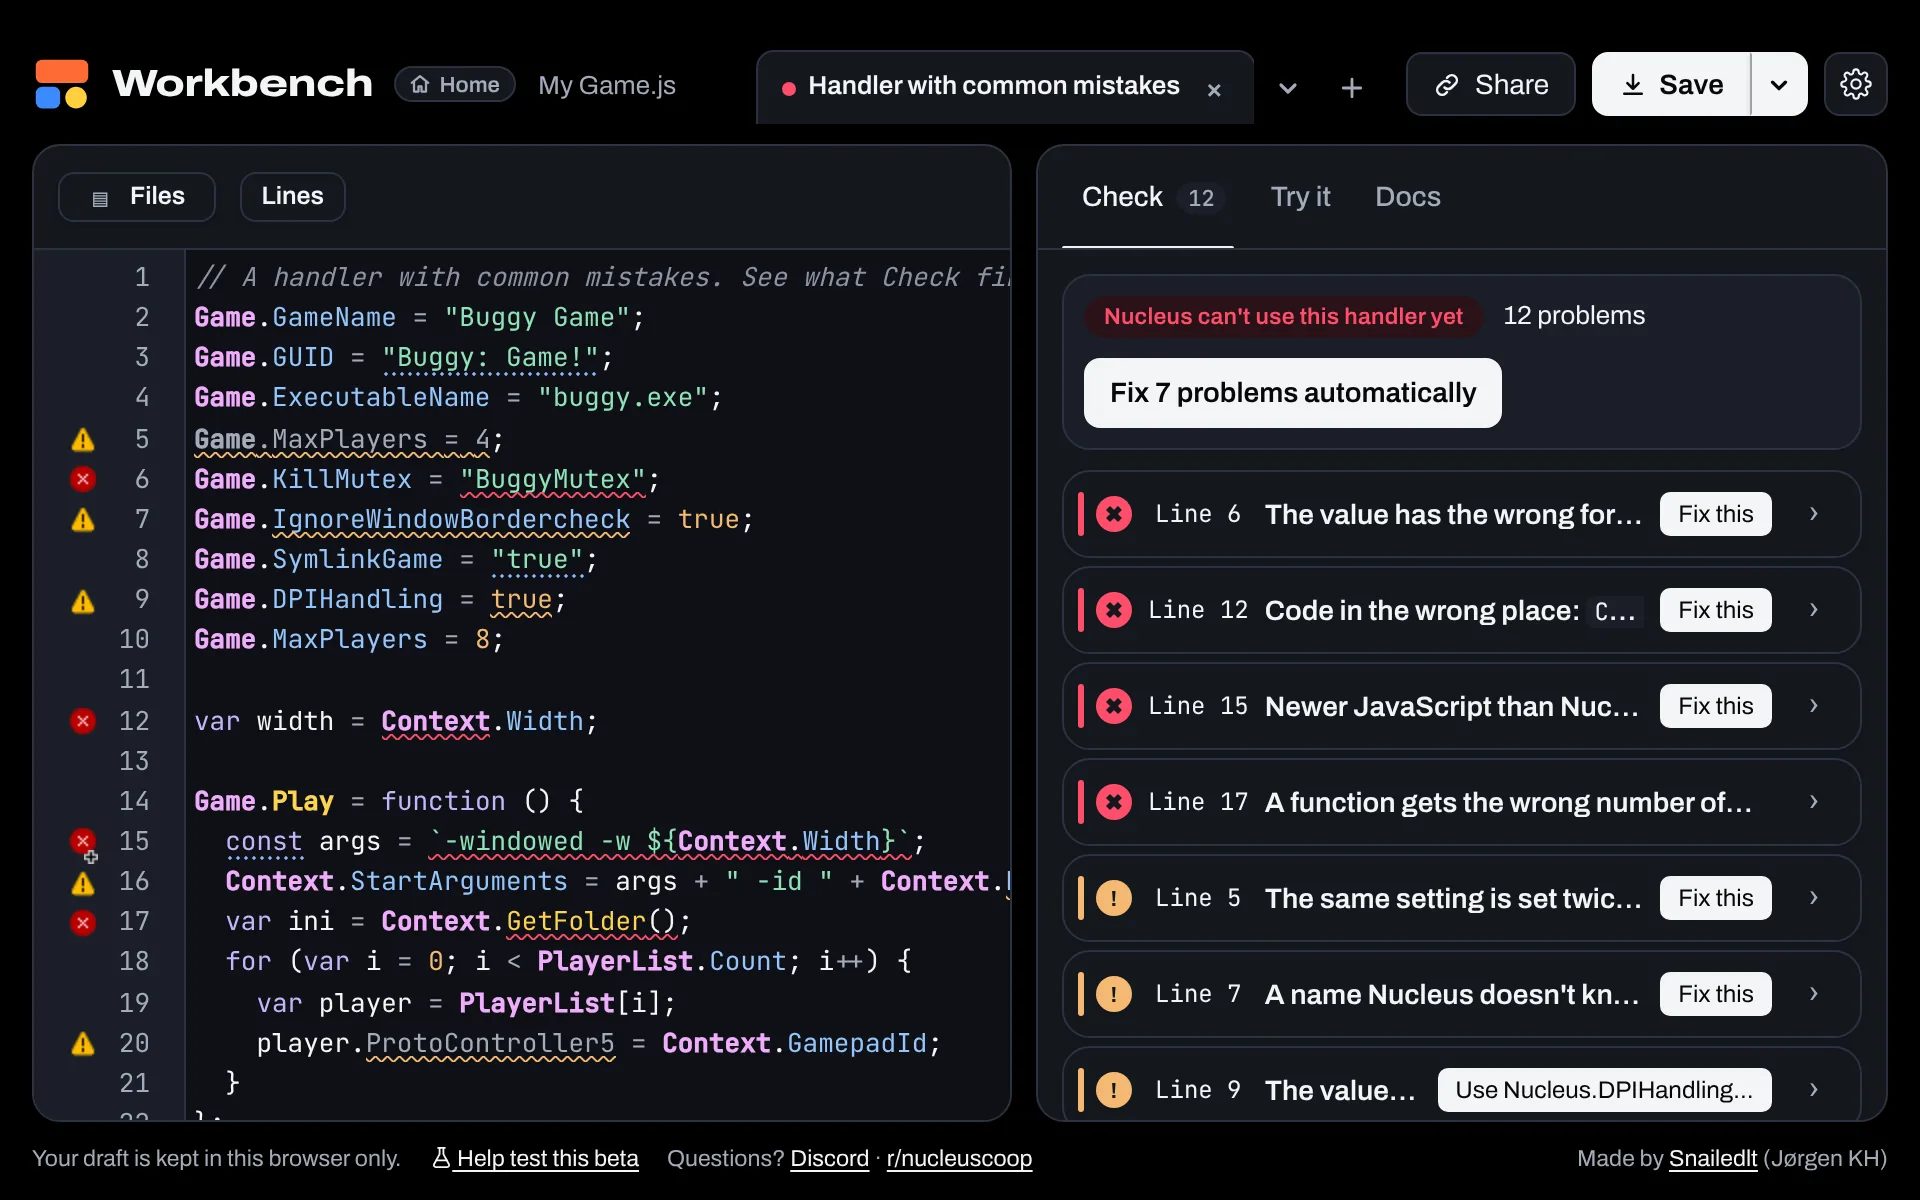 Workbench
Home
My Game.js
Handler with common mistakes
Share
Save
Files
Lines
1 // A handler with common mistakes. See what Check
2 Game.GameName = "Buggy Game";
3 Game.GUID = "Buggy: Game!";
4 Game.ExecutableName = "buggy.exe";
5 Game.MaxPlayers = 4;
6 Game.KillMutex = "BuggyMutex";
7 Game.IgnoreWindowBordercheck = true;
8 Game.SymlinkGame = "true";
9 Game.DPIHandling = true;
10 Game.MaxPlayers = 8;
11
12 var width = Context.Width;
13
14 Game.Play = function () {
15 const args = `-windowed -w ${Context.Width}`;
16 Context.StartArguments = args + " -id " + Context.
17 var ini = Context.GetFolder();
18 for (var i = 0; i < PlayerList.Count; i++) {
19 var player = PlayerList[i];
20 player.ProtoController5 = Context.GamepadId;
21 }
22 };
Check 12
Try it
Docs
Nucleus can't use this handler yet 12 problems
Fix 7 problems automatically
Line 6 The value has the wrong for... Fix this
Line 12 Code in the wrong place: C... Fix this
Line 15 Newer JavaScript than Nuc... Fix this
Line 17 A function gets the wrong number of...
Line 5 The same setting is set twic... Fix this
Line 7 A name Nucleus doesn't kn... Fix this
Line 9 The value... Use Nucleus.DPIHandling...
Your draft is kept in this browser only. Help test this beta Questions? Discord · r/nucleuscoop
Made by Snailedlt (Jørgen KH)